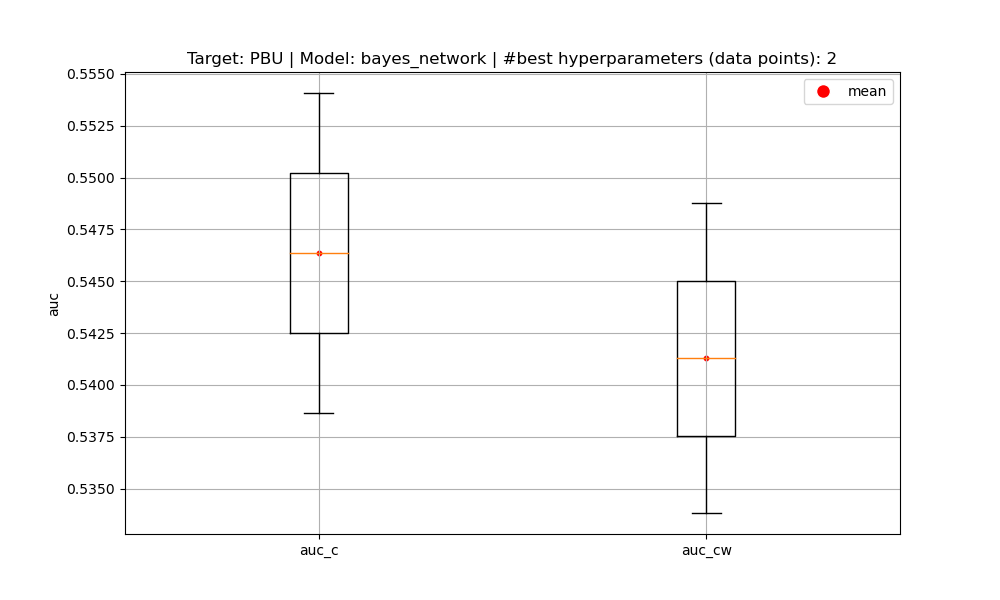 Target: PBU | Model: bayes_network | #best hyperparameters (data points): 2
mean
0.5550
0.5525
0.5500
0.5475
0.5450
0.5425
0.5400
0.5375
0.5350
auc
auc_c
auc_cw